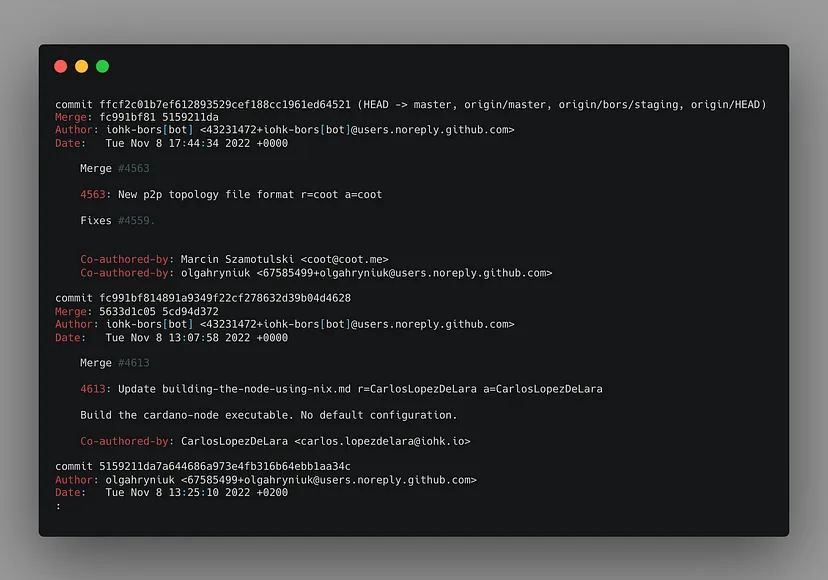 commit ffcf2c01b7ef612893529cef188cc1961ed64521 (HEAD -> master, origin/master, origin/bors/staging, origin/HEAD)
Merge: fc991bf81 5159211da
Author: iohk-bors[bot] <43231472+iohk-bors[bot]@users.noreply.github.com>
Date:   Tue Nov 8 17:44:34 2022 +0000
Merge #4563
4563: New p2p topology file format r=coot a=coot
Fixes #4559.
Co-authored-by: Marcin Szamotulski <coot@coot.me>
Co-authored-by: olgahryniuk <67585499+olgahryniuk@users.noreply.github.com>
commit fc991bf814891a9349f22cf278632d39b04d4628
Merge: 5633d1c05 5cd94d372
Author: iohk-bors[bot] <43231472+iohk-bors[bot]@users.noreply.github.com>
Date:   Tue Nov 8 13:07:58 2022 +0000
Merge #4613
4613: Update building-the-node-using-nix.md r=CarlosLopezDeLara a=CarlosLopezDeLara
Build the cardano-node executable. No default configuration.
Co-authored-by: CarlosLopezDeLara <carlos.lopezdelara@iohk.io>
commit 5159211da7a644686a973e4fb316b64ebb1aa34c
Author: olgahryniuk <67585499+olgahryniuk@users.noreply.github.com>
Date:   Tue Nov 8 13:25:10 2022 +0200
: